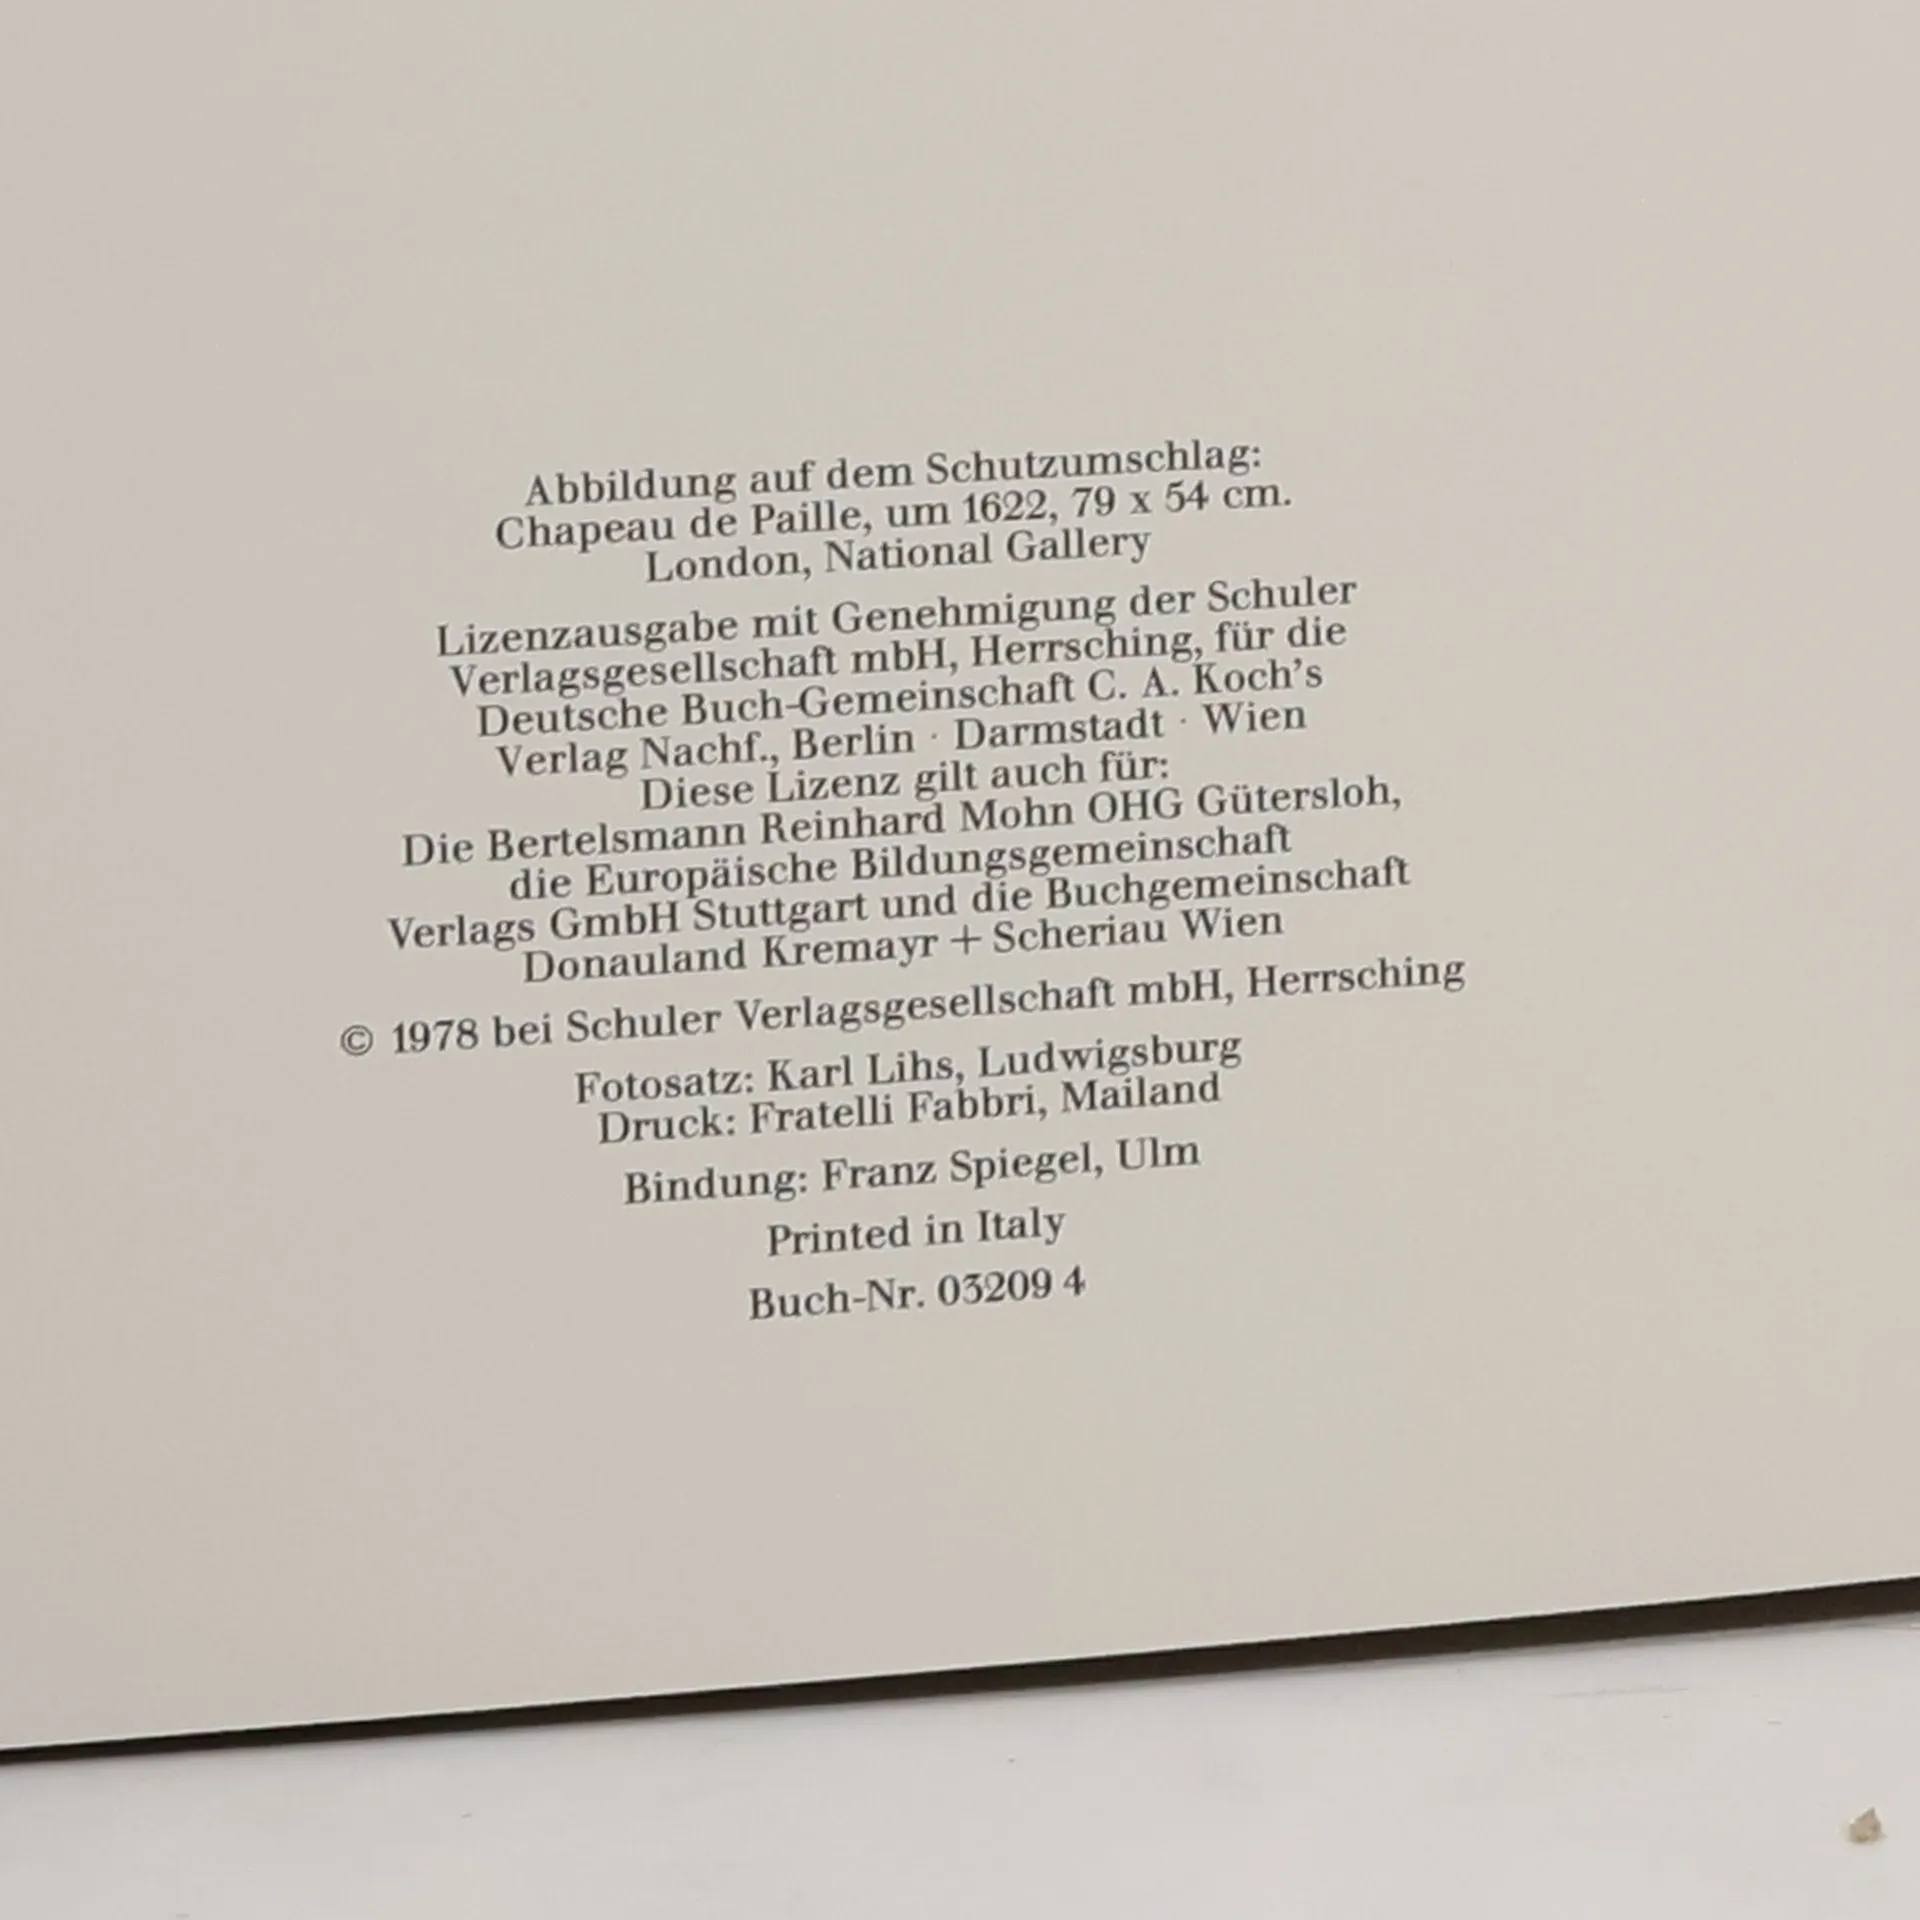 Abbildung auf dem Schutzumschlag:
Chapeau de Paille, um 1622, 79 x 54 cm.
London, National Gallery
Lizenzausgabe mit Genehmigung der Schuler
Verlagsgesellschaft mbH, Herrsching, für die
Deutsche Buch-Gemeinschaft C. A. Koch's
Verlag Nachf., Berlin · Darmstadt · Wien
Diese Lizenz gilt auch für:
Die Bertelsmann Reinhard Mohn OHG Gütersloh,
die Europäische Bildungsgemeinschaft
Verlags GmbH Stuttgart und die Buchgemeinschaft
Donauland Kremayr + Scheriau Wien
© 1978 bei Schuler Verlagsgesellschaft mbH, Herrsching
Fotosatz: Karl Lihs, Ludwigsburg
Druck: Fratelli Fabbri, Mailand
Bindung: Franz Spiegel, Ulm
Printed in Italy
Buch-Nr. 03209 4